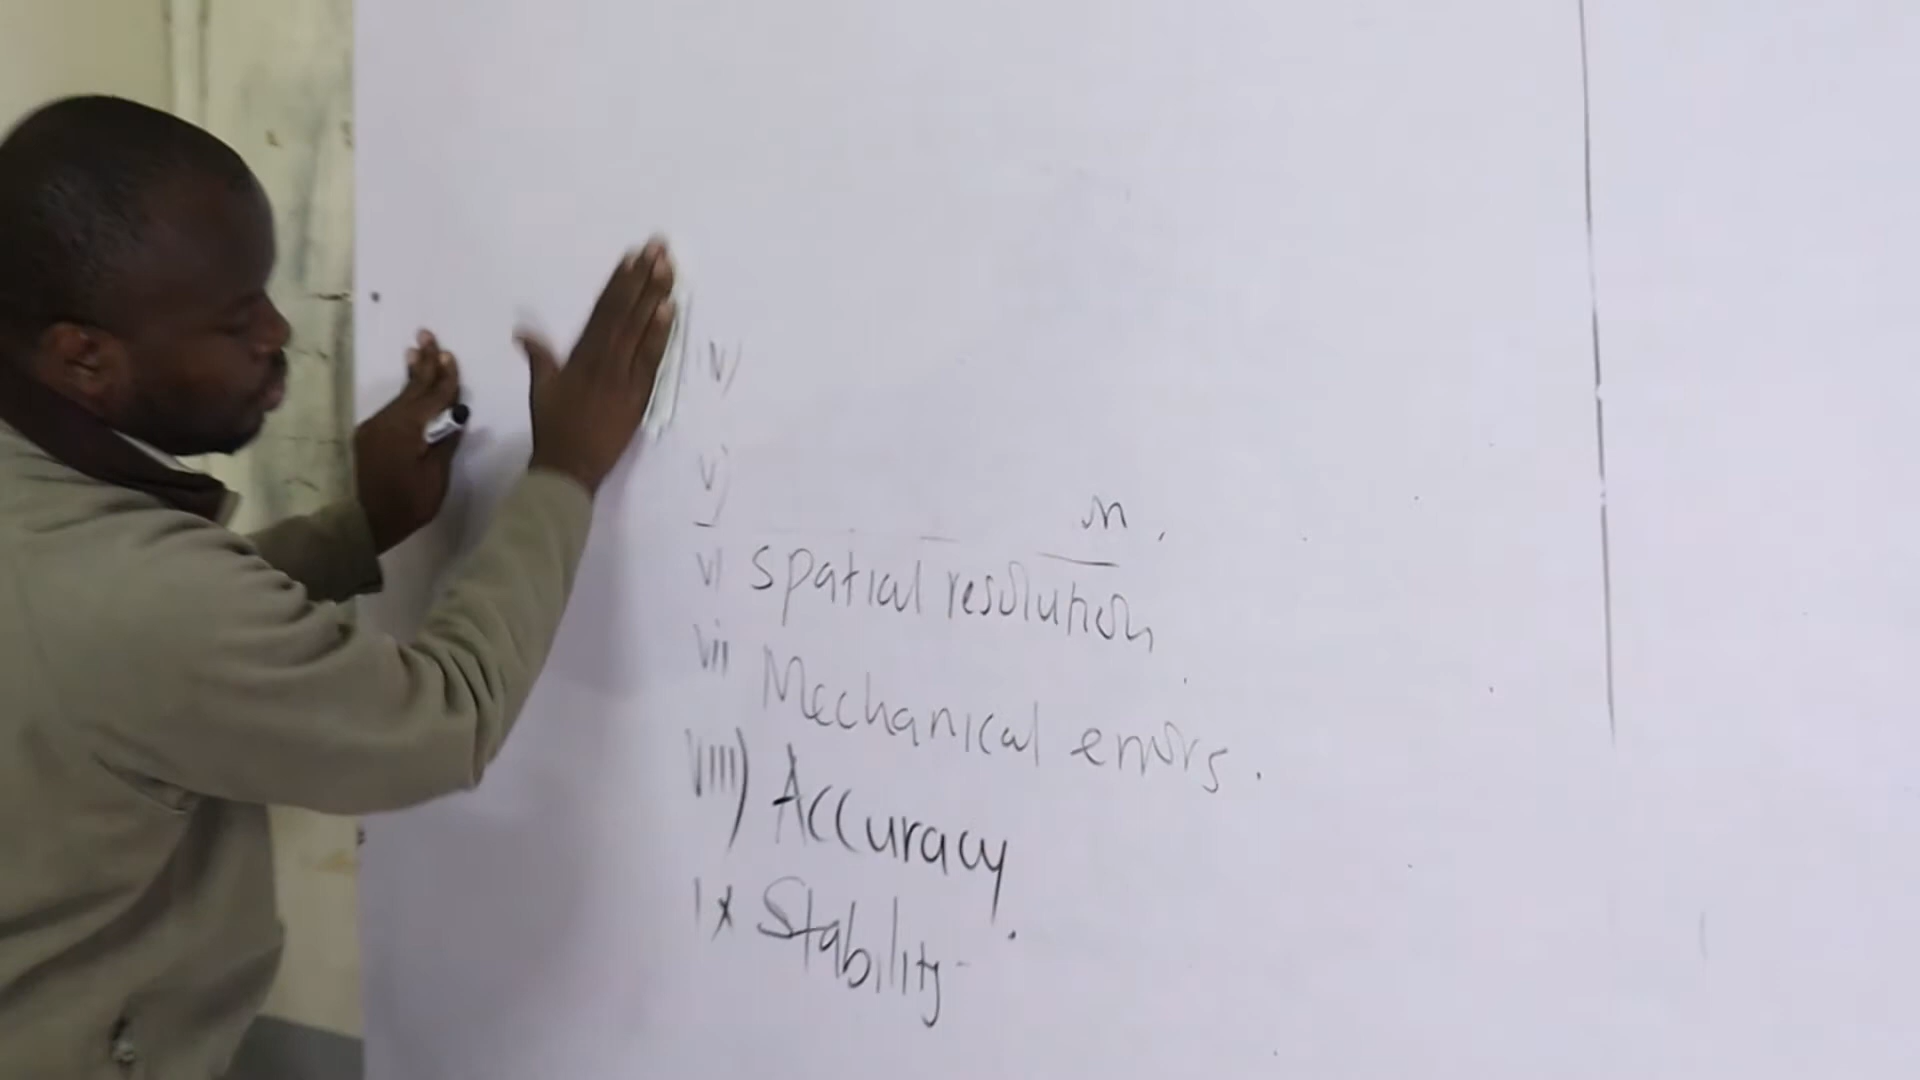 iv)
v)
n
vi spatial resolution
vii Mechanical errors.
viii) Accuracy
ix Stability